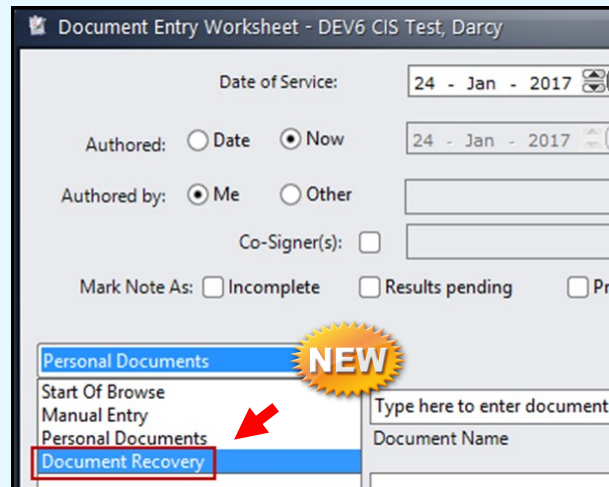 Document Entry Worksheet - DEV6 CIS Test, Darcy
Date of Service: 24 - Jan - 2017
Authored: Date Now 24 - Jan - 2017
Authored by: Me Other
Co-Signer(s):
Mark Note As: Incomplete Results pending Pr
Personal Documents
NEW
Start Of Browse
Manual Entry
Personal Documents
Document Recovery
Type here to enter document
Document Name